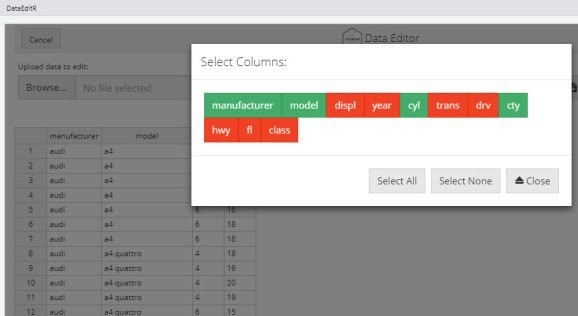 DataEditR
Cancel
Data Editor
Upload data to edit:
Browse... No file selected
Select Columns:
manufacturer model displ year cyl trans drv cty
hwy fl class
Select All Select None Close
manufacturer model
1 audi a4
2 audi a4
3 audi a4
4 audi a4
5 audi a4 6 16
6 audi a4 6 18
7 audi a4 6 18
8 audi a4 quattro 4 18
9 audi a4 quattro 4 16
10 audi a4 quattro 4 20
11 audi a4 quattro 4 19
12 audi a4 quattro 6 15